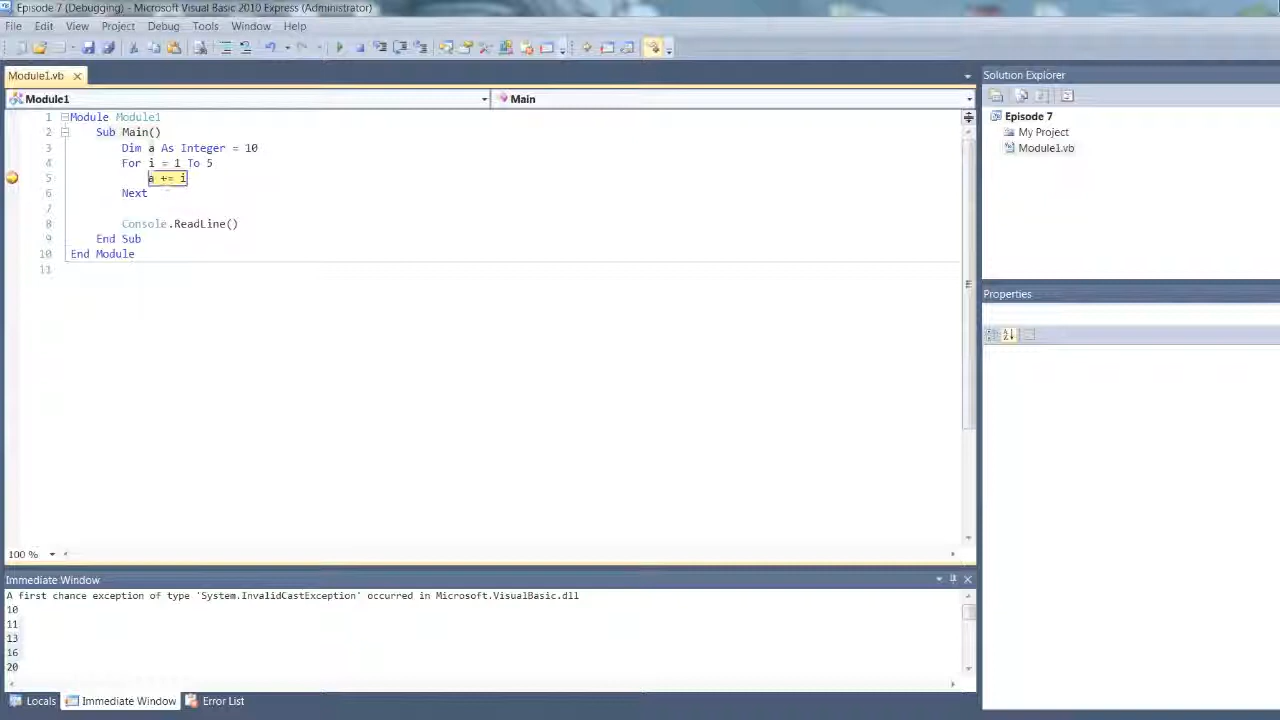 Episode 7 (Debugging) - Microsoft Visual Basic 2010 Express (Administrator)
File Edit View Project Debug Tools Window Help
Module1.vb
Solution Explorer
Module1 Main
Episode 7
My Project
Module1.vb
1 Module Module1
2 Sub Main()
3 Dim a As Integer = 10
4 For i = 1 To 5
5 a += i
6 Next
7
8 Console.ReadLine()
9 End Sub
10 End Module
11
Properties
100 %
Immediate Window
A first chance exception of type 'System.InvalidCastException' occurred in Microsoft.VisualBasic.dll
10
11
13
16
20
Locals Immediate Window Error List